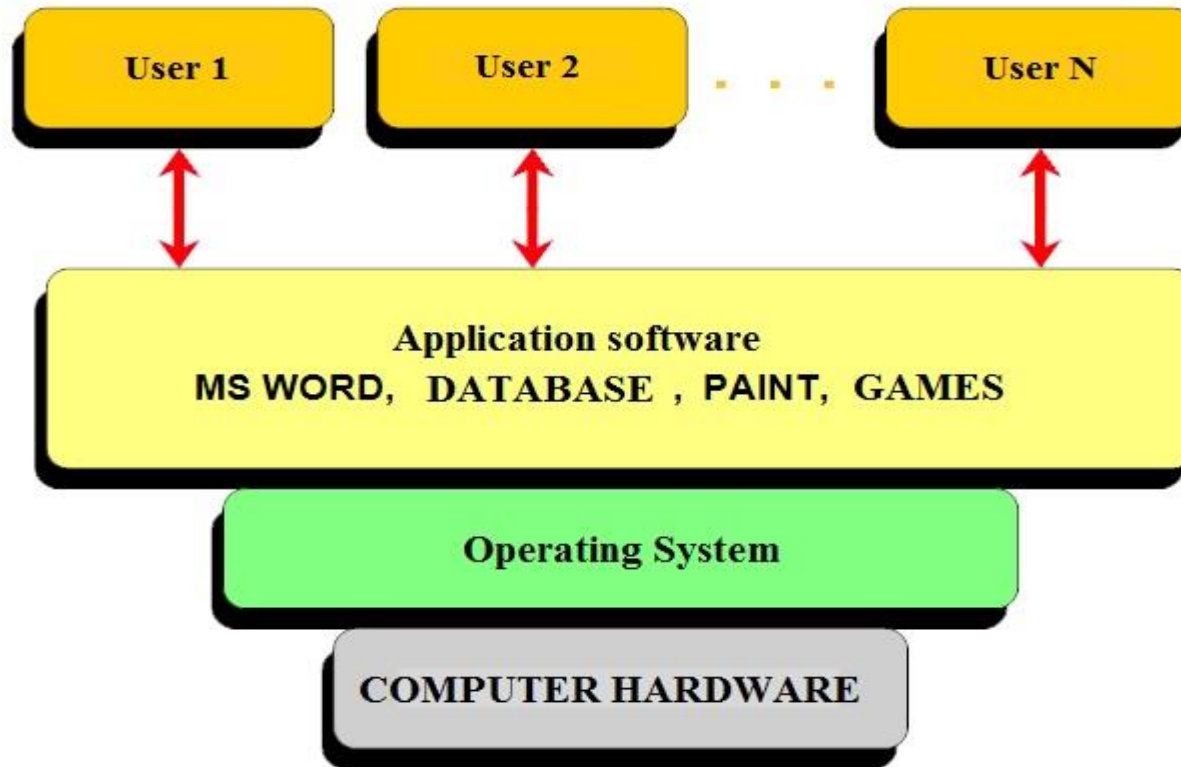 User 1
User 2
. . .
User N
Application software
MS WORD, DATABASE , PAINT, GAMES
Operating System
COMPUTER HARDWARE